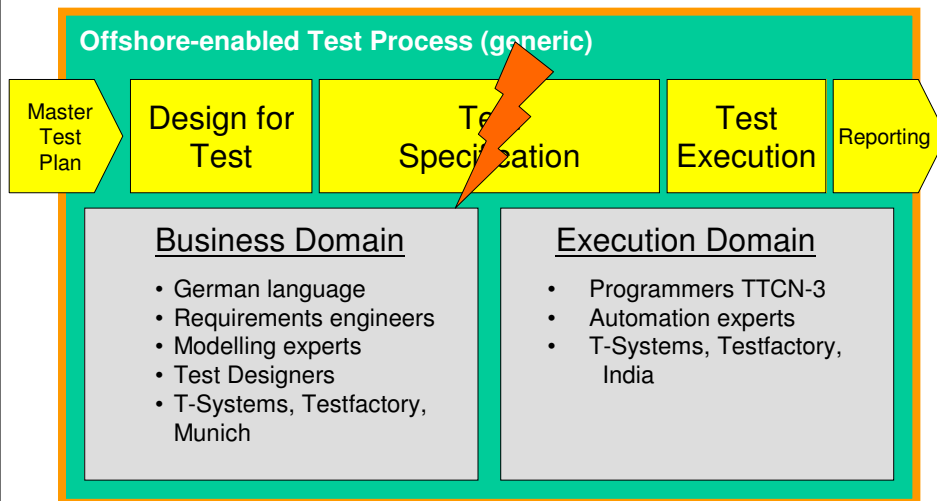 Offshore-enabled Test Process (generic)
Master
Test
Plan
Design for
Test
Test
Specification
Test
Execution
Reporting
Business Domain
• German language
• Requirements engineers
• Modelling experts
• Test Designers
• T-Systems, Testfactory,
Munich
Execution Domain
• Programmers TTCN-3
• Automation experts
• T-Systems, Testfactory,
India